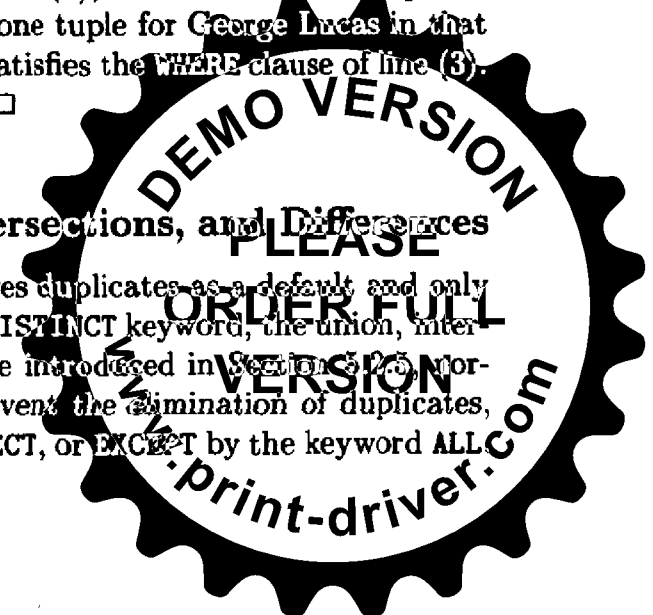 one tuple for George Lucas in that
atisfies the WHERE clause of line (3).
DEMO VERSION
ersections, and Differences
PLEASE
es duplicates as a default and only
ORDER FULL
ISTINCT keyword, the union, inter-
e introduced in Section 5.2.5, nor-
VERSION
vent the elimination of duplicates,
ECT, or EXCEPT by the keyword ALL
www.print-driver.com